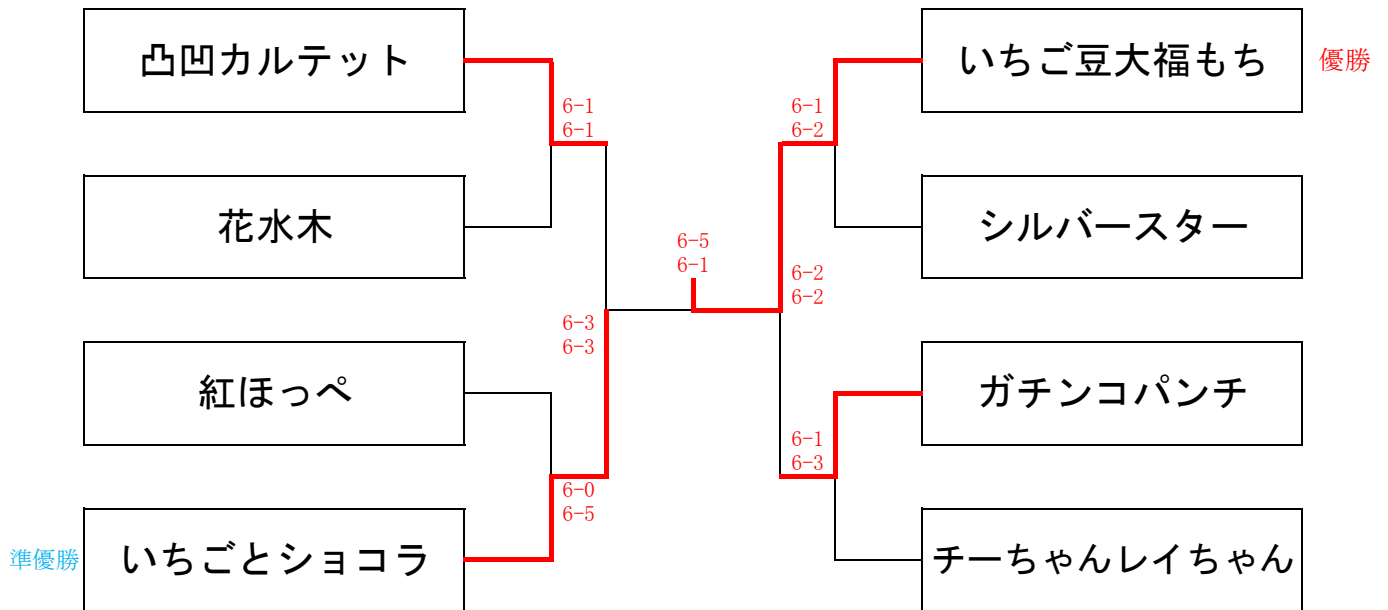 凸凹カルテット
いちご豆大福もち
優勝
6-1
6-1
6-1
6-2
花水木
シルバースター
6-5
6-1
6-2
6-2
6-3
6-3
紅ほっぺ
ガチンコパンチ
6-1
6-3
6-0
6-5
準優勝
いちごとショコラ
チーちゃんレイちゃん